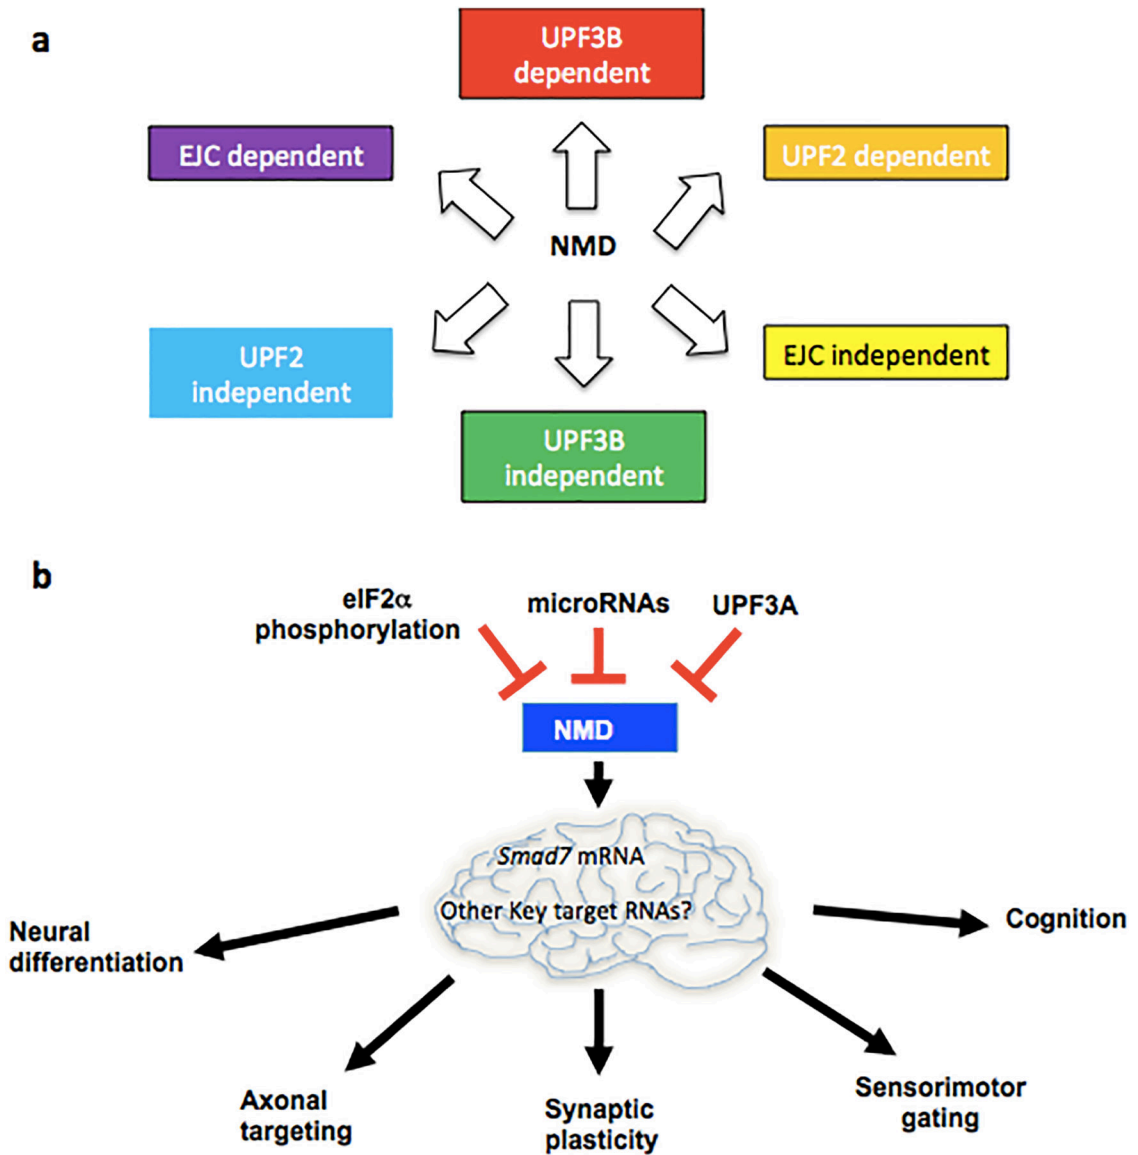 a
UPF3B
dependent
EJC dependent
UPF2 dependent
NMD
UPF2
independent
EJC independent
UPF3B
independent
b
eIF2α
phosphorylation
microRNAs
UPF3A
NMD
Smad7 mRNA
Other Key target RNAs?
Neural
differentiation
Cognition
Axonal
targeting
Synaptic
plasticity
Sensorimotor
gating